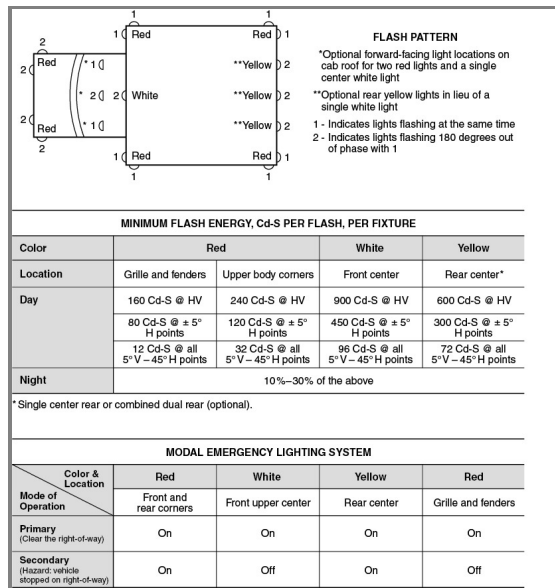 1 1
1 Red Red 1
2
2 Red * 1 **Yellow 2
* 2 2 White **Yellow 2
* 1 **Yellow 2
2 Red
2
1 Red Red 1
1 1
FLASH PATTERN
*Optional forward-facing light locations on
cab roof for two red lights and a single
center white light
**Optional rear yellow lights in lieu of a
single white light
1 - Indicates lights flashing at the same time
2 - Indicates lights flashing 180 degrees out
of phase with 1
MINIMUM FLASH ENERGY, Cd-S PER FLASH, PER FIXTURE
Color Red White Yellow
Location Grille and fenders Upper body corners Front center Rear center*
Day 160 Cd-S @ HV 240 Cd-S @ HV 900 Cd-S @ HV 600 Cd-S @ HV
80 Cd-S @ ± 5° 120 Cd-S @ ± 5° 450 Cd-S @ ± 5° 300 Cd-S @ ± 5°
H points H points H points H points
12 Cd-S @ all 32 Cd-S @ all 96 Cd-S @ all 72 Cd-S @ all
5° V – 45° H points 5° V – 45° H points 5° V – 45° H points 5° V – 45° H points
Night 10%–30% of the above
* Single center rear or combined dual rear (optional).
MODAL EMERGENCY LIGHTING SYSTEM
Color &
Location Red White Yellow Red
Mode of
Operation Front and
rear corners Front upper center Rear center Grille and fenders
Primary
(Clear the right-of-way) On On On On
Secondary
(Hazard: vehicle
stopped on right-of-way) On Off On Off